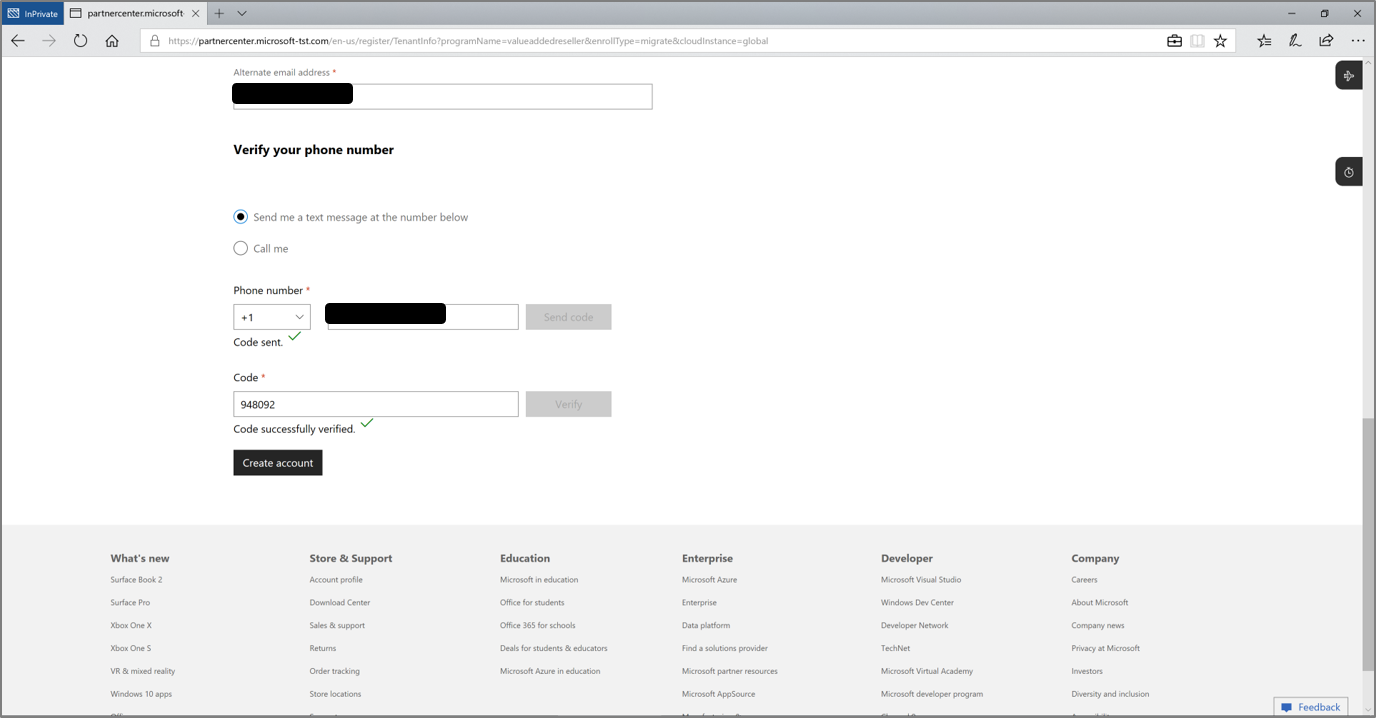 InPrivate
partnercenter.microsoft-
https://partnercenter.microsoft-tst.com/en-us/register/TenantInfo?programName=valueaddedreseller&enrollType=migrate&cloudInstance=global
Alternate email address *
Verify your phone number
Send me a text message at the number below
Call me
Phone number *
+1
Send code
Code sent.
Code *
948092
Verify
Code successfully verified.
Create account
What's new
Surface Book 2
Surface Pro
Xbox One X
Xbox One S
VR & mixed reality
Windows 10 apps
Store & Support
Account profile
Download Center
Sales & support
Returns
Order tracking
Store locations
Education
Microsoft in education
Office for students
Office 365 for schools
Deals for students & educators
Microsoft Azure in education
Enterprise
Microsoft Azure
Enterprise
Data platform
Find a solutions provider
Microsoft partner resources
Microsoft AppSource
Developer
Microsoft Visual Studio
Windows Dev Center
Developer Network
TechNet
Microsoft Virtual Academy
Microsoft developer program
Company
Careers
About Microsoft
Company news
Privacy at Microsoft
Investors
Diversity and inclusion
Feedback